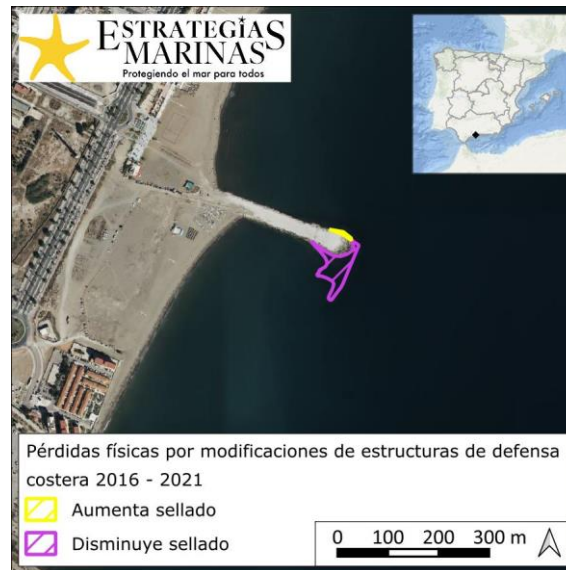 ESTRATEGIAS
MARINAS
Protegiendo el mar para todos
Pérdidas físicas por modificaciones de estructuras de defensa
costera 2016 - 2021
Aumenta sellado
Disminuye sellado
0 100 200 300 m